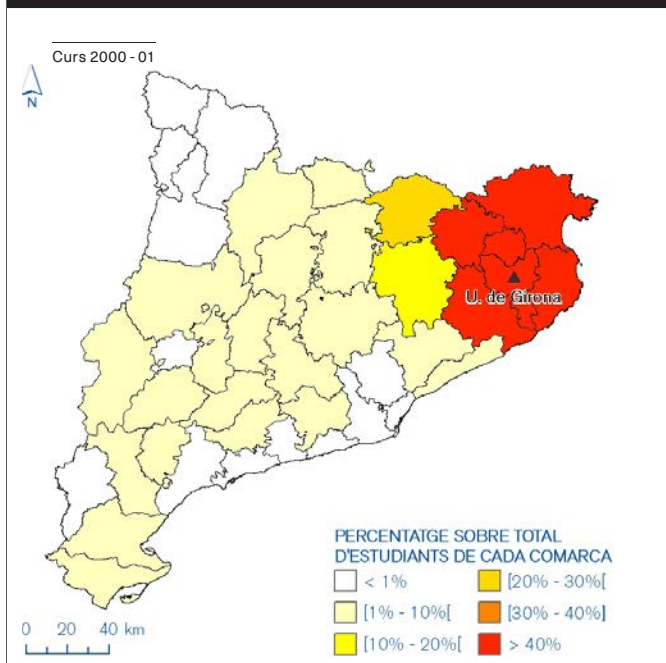 Curs 2000 - 01
N
U. de Girona
PERCENTATGE SOBRE TOTAL
D'ESTUDIANTS DE CADA COMARCA
< 1%
[20% - 30%[
[1% - 10%[
[30% - 40%]
[10% - 20%[
> 40%
0 20 40 km